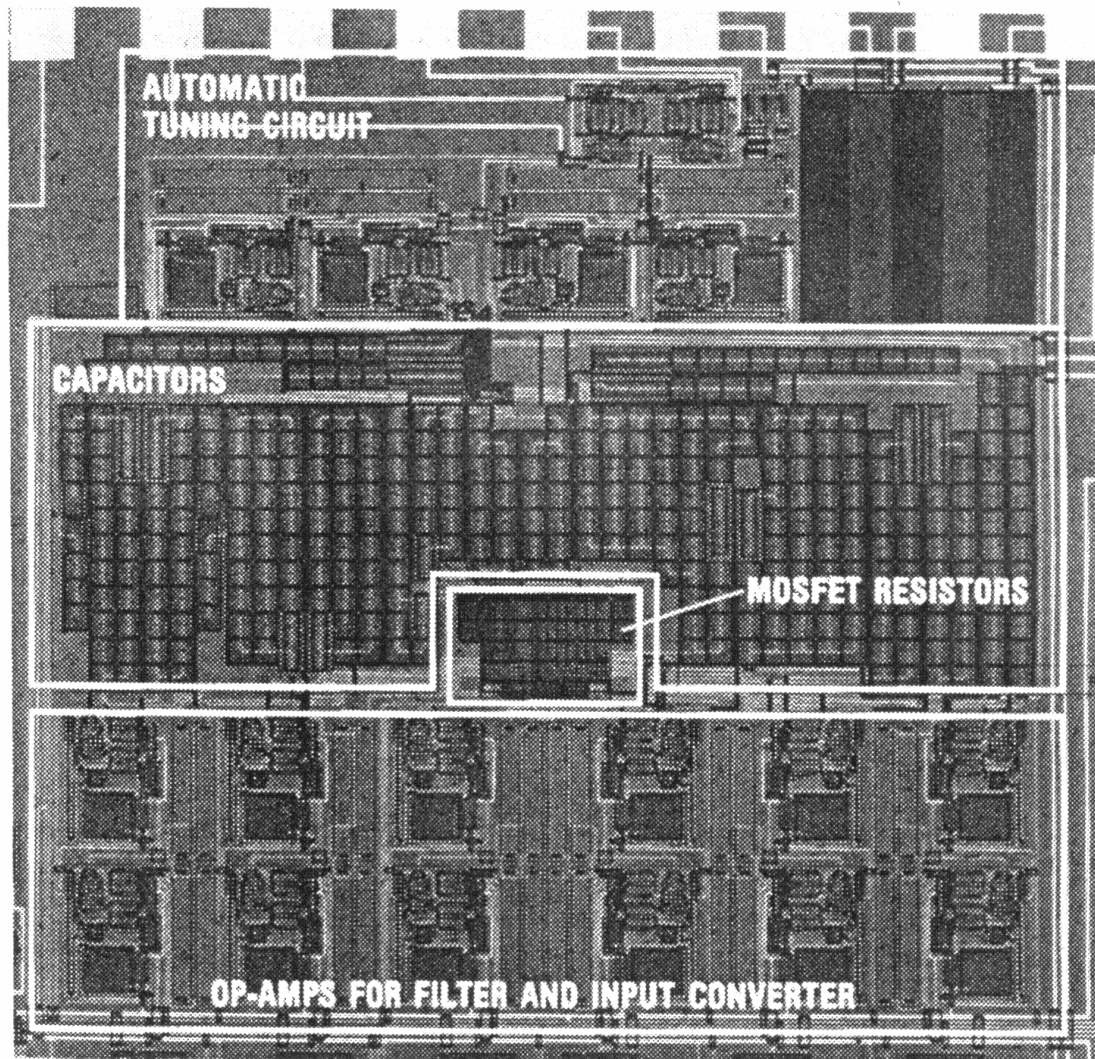 AUTOMATIC
TUNING CIRCUIT
CAPACITORS
MOSFET RESISTORS
OP-AMPS FOR FILTER AND INPUT CONVERTER